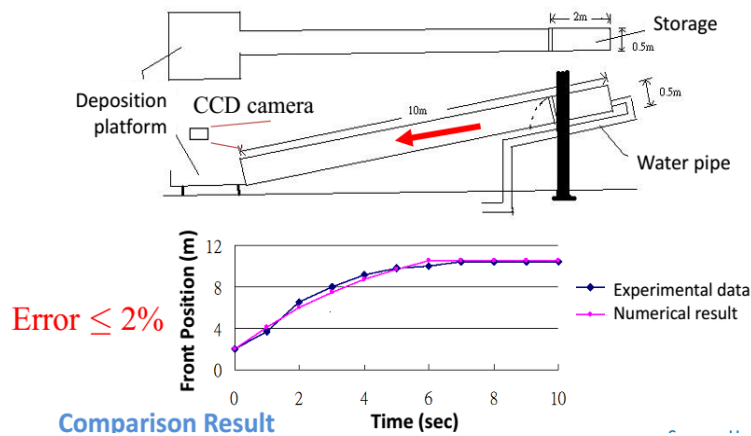 2m
Storage
0.5m
Deposition
platform
CCD camera
10m
0.5m
Water pipe
Front Position (m)
12
8
4
0
0 2 4 6 8 10
Time (sec)
Experimental data
Numerical result
Error ≤ 2%
Comparison Result